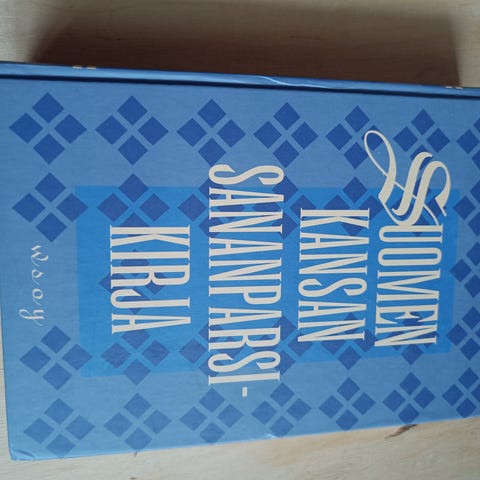 SUOMEN
KANSAN
SANANPARSI-
KIRJA
wsoy